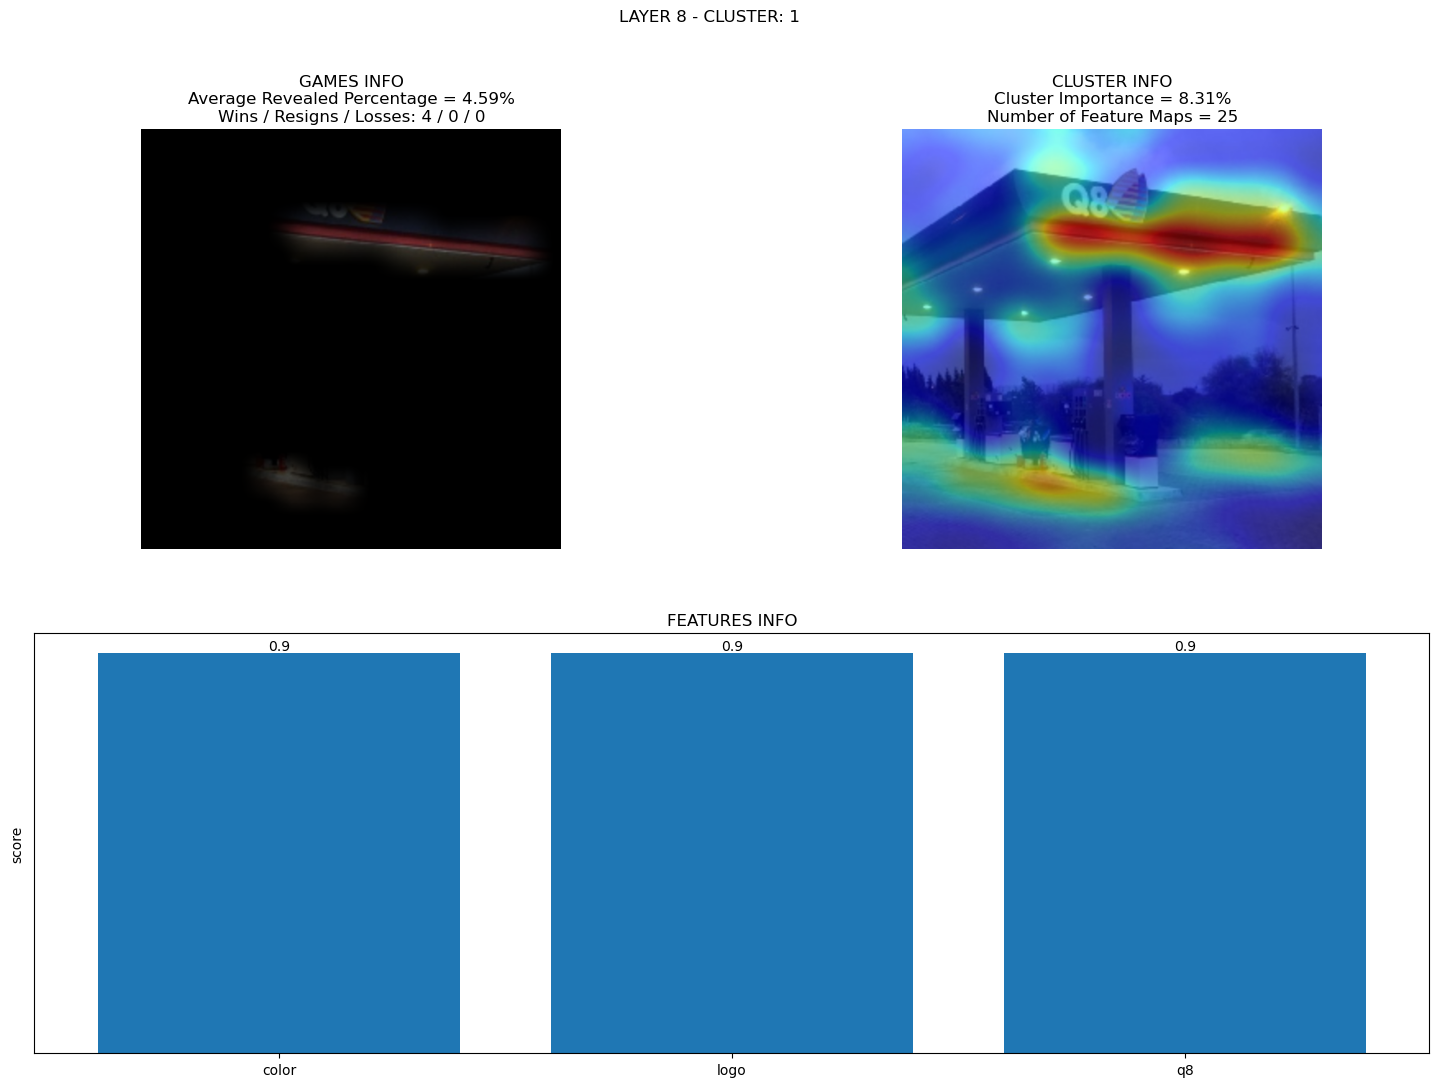 LAYER 8 - CLUSTER: 1
GAMES INFO
Average Revealed Percentage = 4.59%
Wins / Resigns / Losses: 4 / 0 / 0
Q8
CLUSTER INFO
Cluster Importance = 8.31%
Number of Feature Maps = 25
Q8
FEATURES INFO
score
0.9
0.9
0.9
color
logo
q8